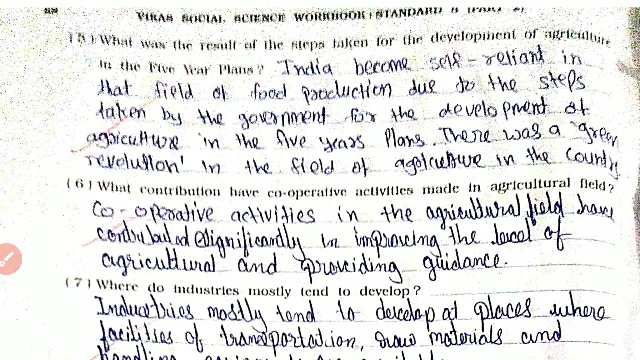 VIKAS SOCIAL SCIENCE WORKBOOK : STANDARD 8
(5) What was the result of the steps taken for the development of agriculture
in the Five Year Plans? India become self-reliant in
that field of food production due to the steps
taken by the government for the development of
agriculture in the five years Plans. There was a 'green
revolution' in the field of agriculture in the country
(6) What contribution have co-operative activities made in agricultural field?
Co-operative activities in the agricultural field have
significantly in improving the level of
agricultural and providing guidance.
(7) Where do industries mostly tend to develop?
Industries mostly tend to develop at places where
facilities of transportation, raw materials and